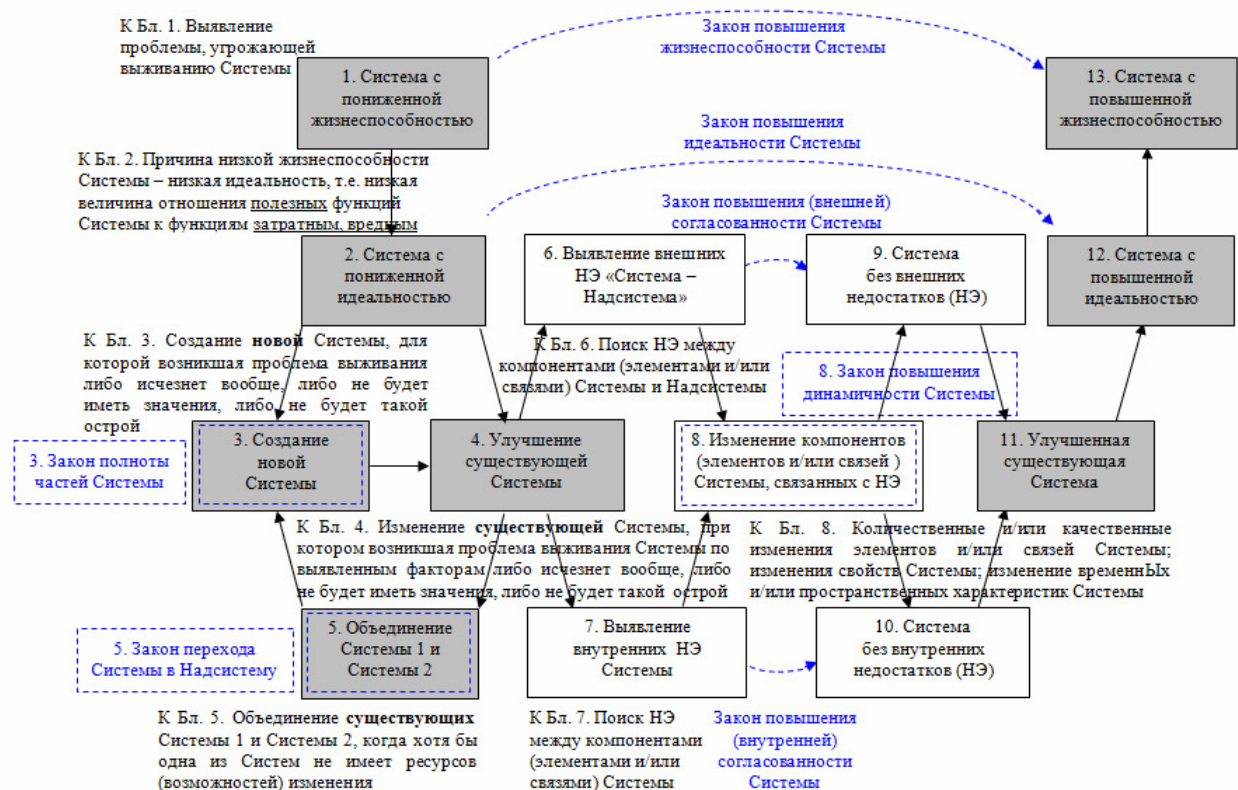 К Бл. 1. Выявление
проблемы, угрожающей
выживанию Системы
Закон повышения
жизнеспособности Системы
1. Система с
пониженной
жизнеспособностью
13. Система с
повышенной
жизнеспособностью
Закон повышения
идеальности Системы
К Бл. 2. Причина низкой жизнеспособности
Системы – низкая идеальность, т.е. низкая
величина отношения полезных функций
Системы к функциям затратным, вредным
Закон повышения (внешней)
согласованности Системы
2. Система с
пониженной
идеальностью
6. Выявление внешних
НЭ «Система –
Надсистема»
9. Система
без внешних
недостатков (НЭ)
12. Система с
повышенной
идеальностью
К Бл. 3. Создание новой Системы, для
которой возникшая проблема выживания
либо исчезнет вообще, либо не будет
иметь значения, либо не будет такой
острой
К Бл. 6. Поиск НЭ между
компонентами (элементами и/или
связями) Системы и Надсистемы
8. Закон повышения
динамичности Системы
3. Закон полноты
частей Системы
3. Создание
новой
Системы
4. Улучшение
существующей
Системы
8. Изменение компонентов
(элементов и/или связей )
Системы, связанных с НЭ
11. Улучшенная
существующая
Система
К Бл. 4. Изменение существующей Системы, при
котором возникшая проблема выживания Системы по
выявленным факторам либо исчезнет вообще, либо
не будет иметь значения, либо не будет такой острой
К Бл. 8. Количественные и/или качественные
изменения элементов и/или связей Системы;
изменения свойств Системы; изменение временнЫх
и/или пространственных характеристик Системы
5. Закон перехода
Системы в Надсистему
5. Объединение
Системы 1 и
Системы 2
7. Выявление
внутренних НЭ
Системы
10. Система
без внутренних
недостатков (НЭ)
К Бл. 5. Объединение существующих
Системы 1 и Системы 2, когда хотя бы
одна из Систем не имеет ресурсов
(возможностей) изменения
К Бл. 7. Поиск НЭ
между компонентами
(элементами и/или
связями) Системы
Закон повышения
(внутренней)
согласованности
Системы